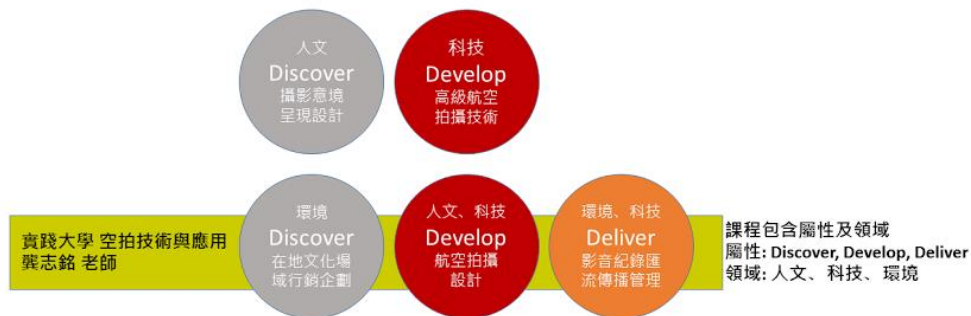 人文
Discover
攝影意境
呈現設計
科技
Develop
高級航空
拍攝技術
實踐大學 空拍技術與應用
龔志銘 老師
環境
Discover
在地文化場
域行銷企劃
人文、科技
Develop
航空拍攝
設計
環境、科技
Deliver
影音紀錄匯
流傳播管理
課程包含屬性及領域
屬性: Discover, Develop, Deliver
領域: 人文、科技、環境